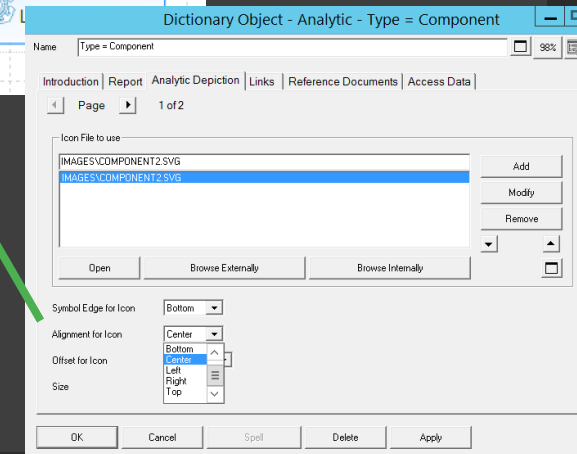 Dictionary Object - Analytic - Type = Component
Name Type = Component 98%
Introduction Report Analytic Depiction Links Reference Documents Access Data
Page 1 of 2
Icon File to use
IMAGES\COMPONENT2.SVG
IMAGES\COMPONENT2.SVG
Add
Modify
Remove
Open Browse Externally Browse Internally
Symbol Edge for Icon Bottom
Alignment for Icon Center
Bottom
Offset for Icon Center
Left
Size Right
Top
OK Cancel Spell Delete Apply